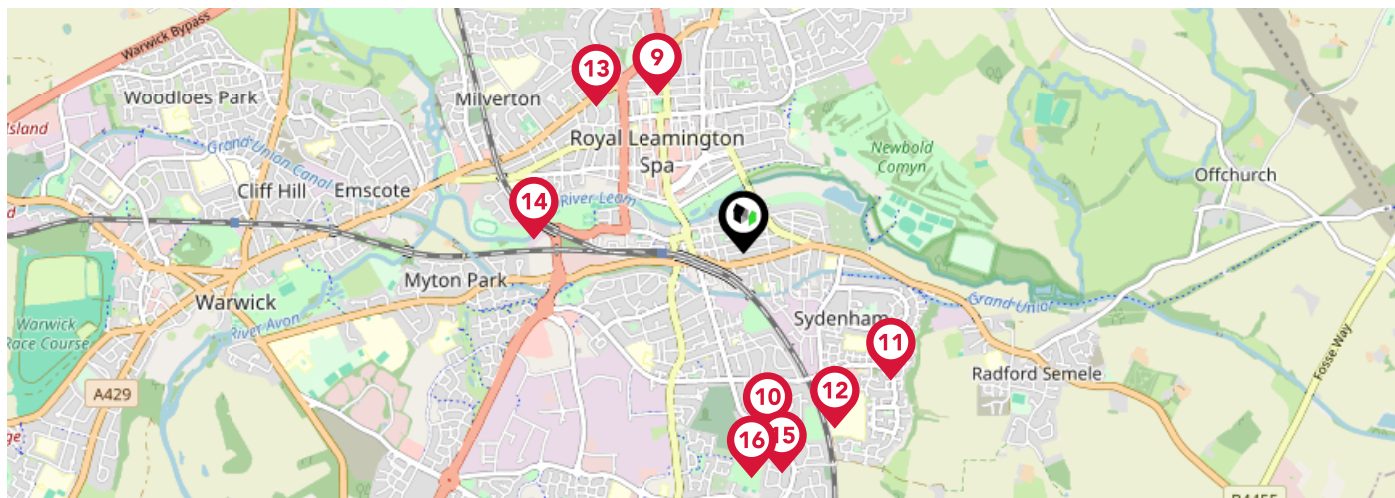 Warwick Bypass
9
13
Woodloes Park
Milverton
Island
Royal Leamington
Spa
Newbold
Comyn
Grand Union Canal
Offchurch
Cliff Hill
Emscote
14
River Leam
Myton Park
Warwick
Grand Union
River Avon
Sydenham
Warwick
Race Course
11
Fosse Way
Radford Semele
A429
10
12
16
15
B4455